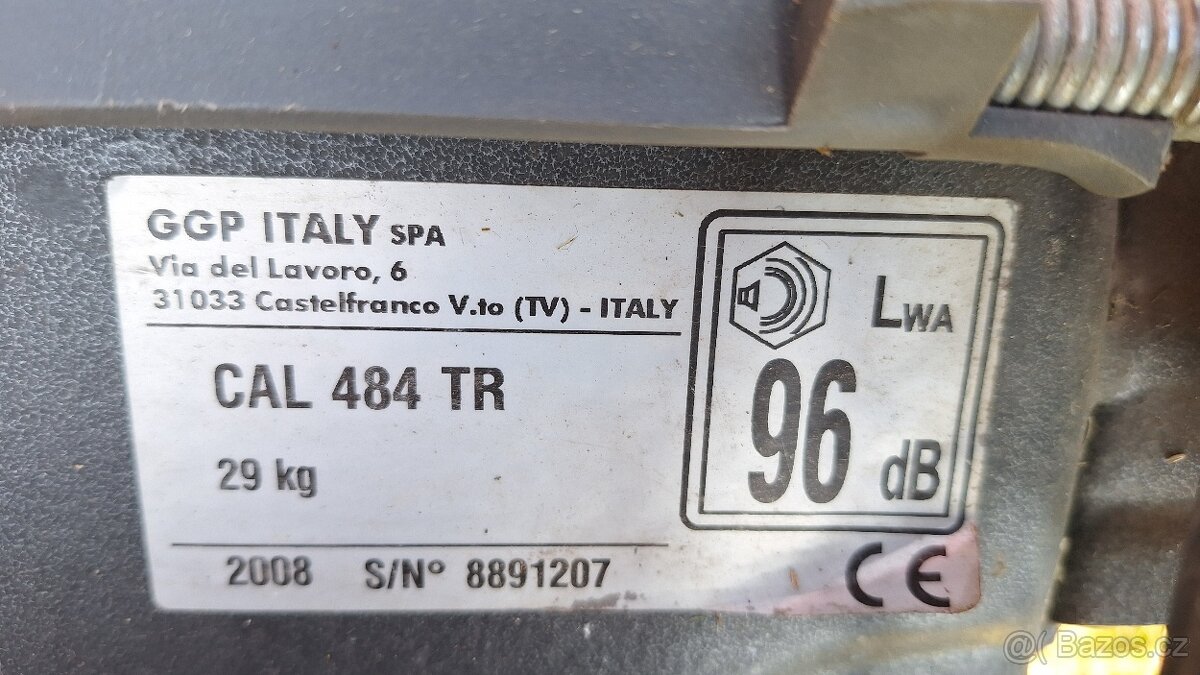 GGP ITALY SPA
Via del Lavoro, 6
31033 Castelfranco V.to (TV) - ITALY
CAL 484 TR
29 kg
2008 S/N° 8891207
LWA
96 dB
CE
@( Bazoš.cz